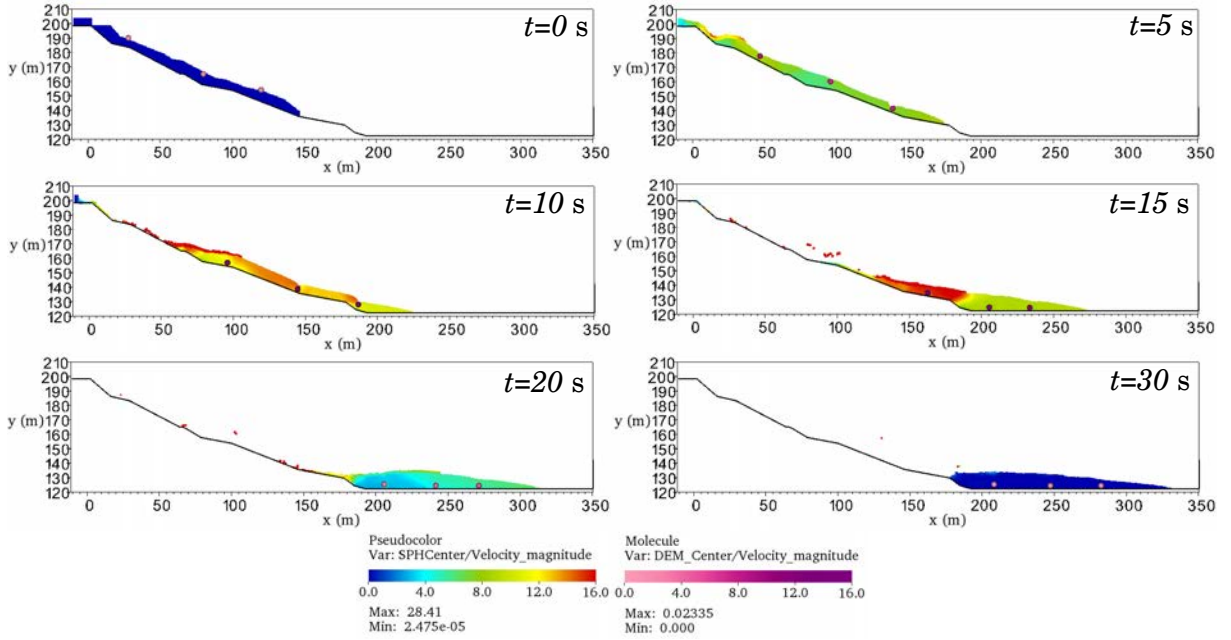 t=0 s
210
200
190
180
y (m)170
160
150
140
130
120
0 50 100 150 200 250 300 350
x (m)
t=5 s
210
200
190
180
y (m)170
160
150
140
130
120
0 50 100 150 200 250 300 350
x (m)
t=10 s
210
200
190
180
y (m)170
160
150
140
130
120
0 50 100 150 200 250 300 350
x (m)
t=15 s
210
200
190
180
y (m)170
160
150
140
130
120
0 50 100 150 200 250 300 350
x (m)
t=20 s
210
200
190
180
y (m)170
160
150
140
130
120
0 50 100 150 200 250 300 350
x (m)
t=30 s
210
200
190
180
y (m)170
160
150
140
130
120
0 50 100 150 200 250 300 350
x (m)
Pseudocolor
Var: SPHCenter/Velocity_magnitude
0.0 4.0 8.0 12.0 16.0
Max: 28.41
Min: 2.475e-05
Molecule
Var: DEM_Center/Velocity_magnitude
0.0 4.0 8.0 12.0 16.0
Max: 0.02335
Min: 0.000